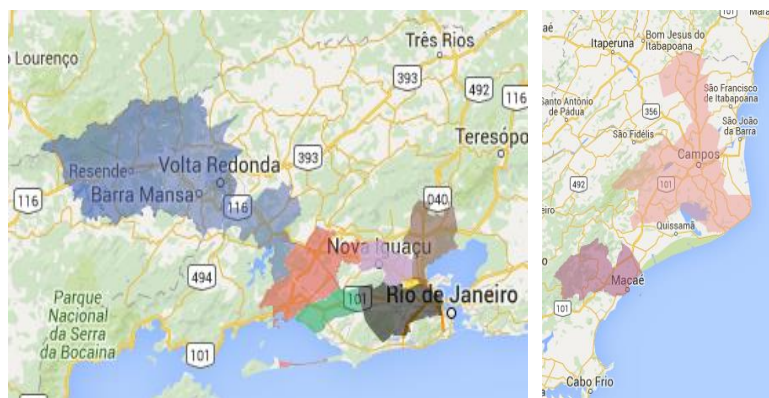 Lourenço
Três Rios
393
492
116
Teresópo
393
Resende
Volta Redonda
Barra Mansa
116
116
040
Nova Iguaçu
494
101
Rio de Janeiro
Parque
Nacional
da Serra
da Bocaina
101
101
Bom Jesus do
Itabapoana
Itaperuna
São Francisco
de Itabapoana
356
Santo Antônio
de Pádua
São João
da Barra
São Fidélis
Campos
492
101
Quissamã
Macaé
101
Cabo Frio